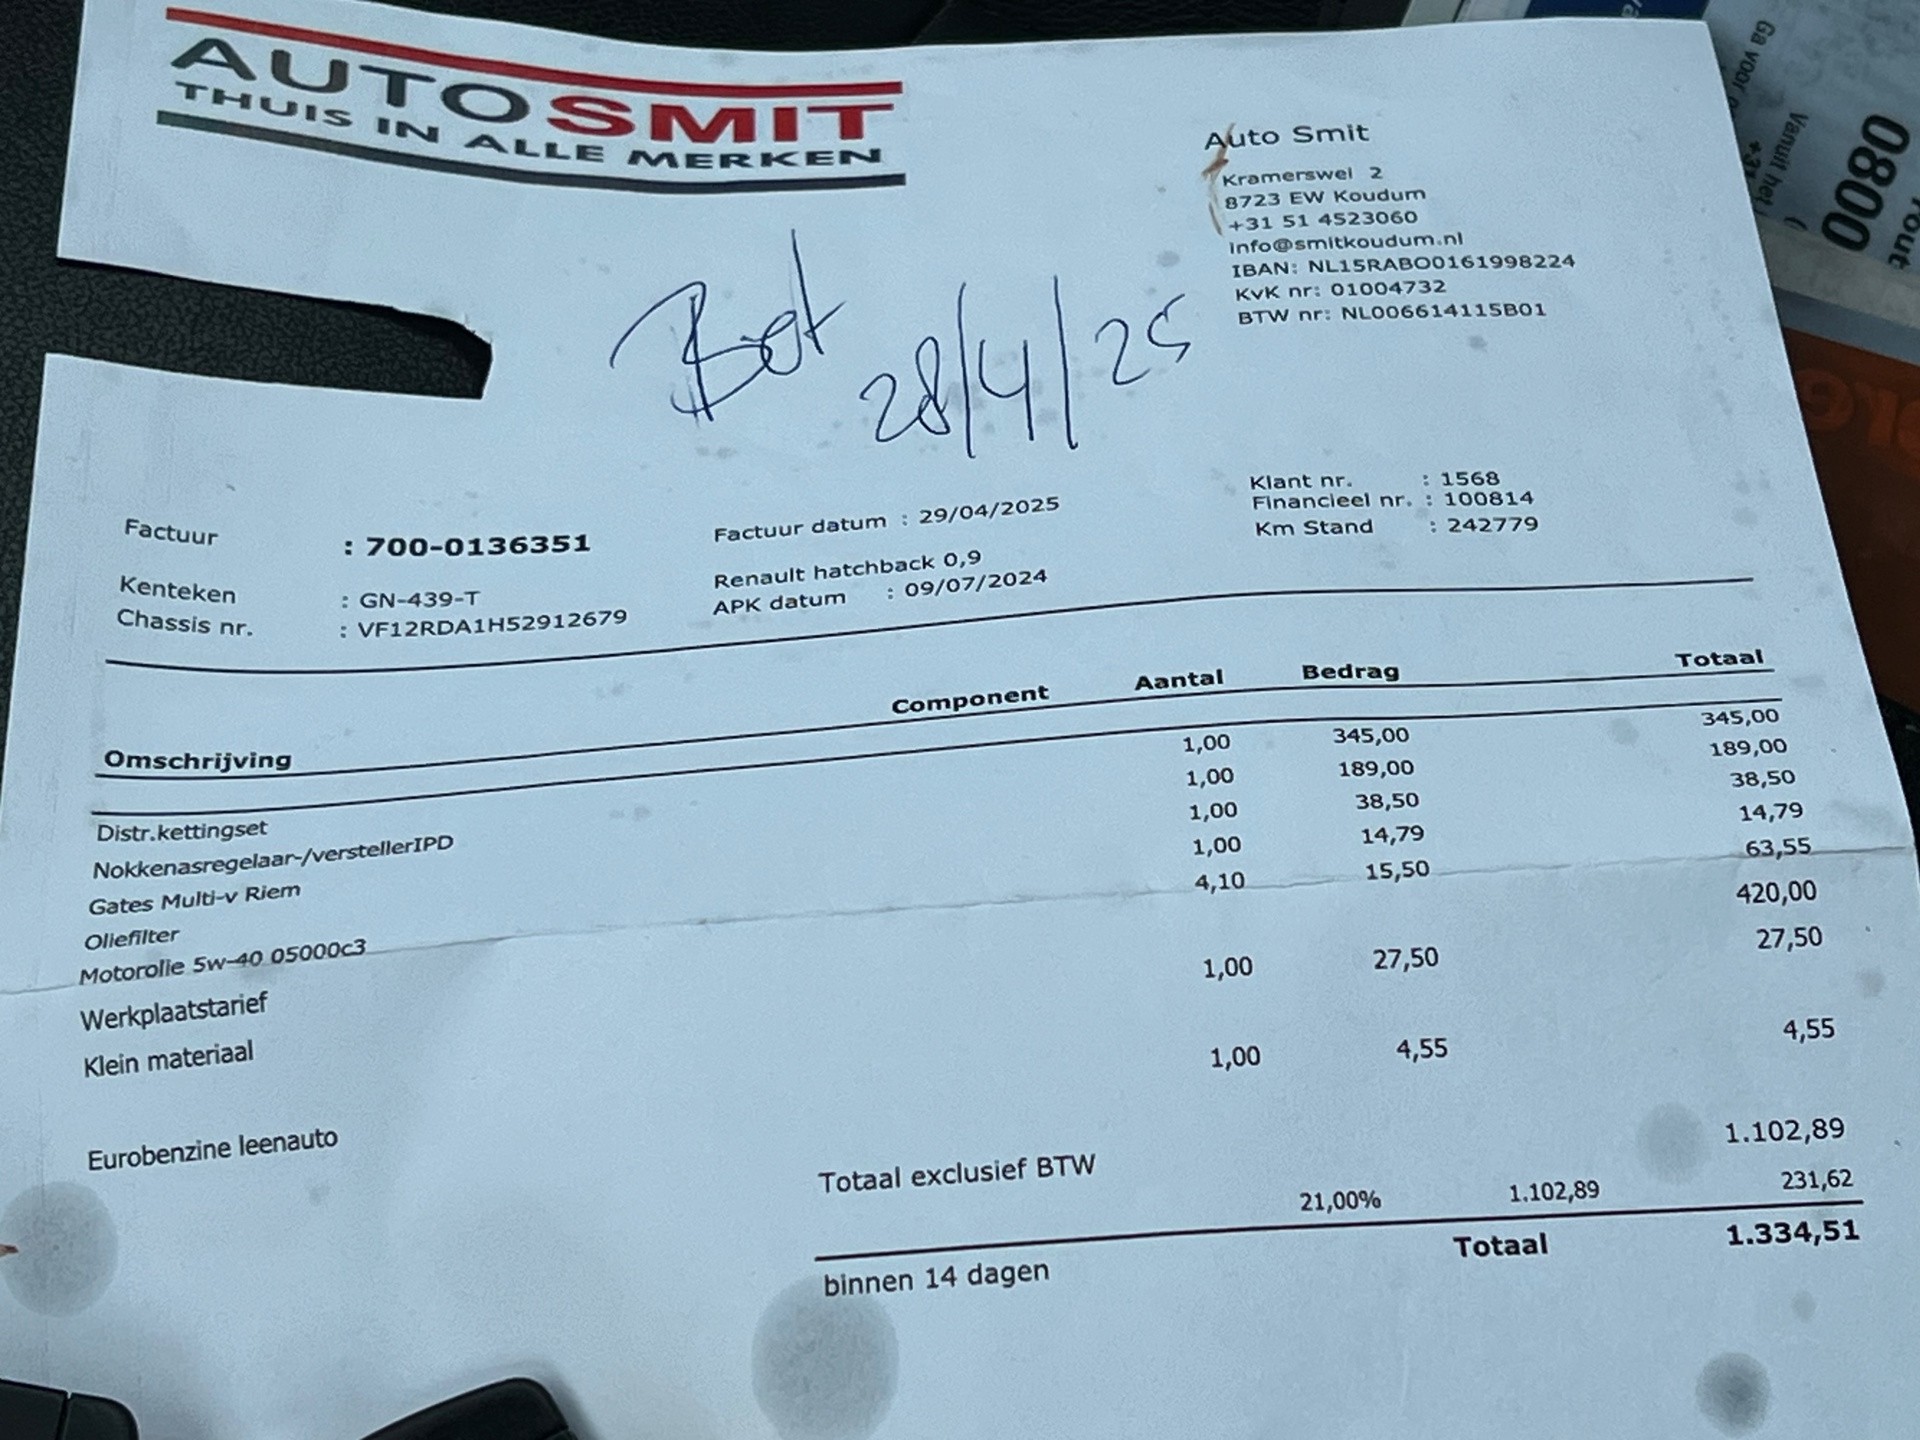 AUTOSMIT
THUIS IN ALLE MERKEN
Auto Smit
Kramerswei 2
8723 EW Koudum
+31 51 4523060
info@smitkoudum.nl
IBAN: NL15RABO0161998224
KvK nr: 01004732
BTW nr: NL006614115B01
28/4/25
Factuur : 700-0136351 Factuur datum : 29/04/2025 Klant nr. : 1568
Financieel nr. : 100814
Kenteken : GN-439-T Renault hatchback 0,9 Km Stand : 242779
Chassis nr. : VF12RDA1H52912679 APK datum : 09/07/2024
Omschrijving Component Aantal Bedrag Totaal
Distr.kettingset 1,00 345,00 345,00
Nokkenasregelaar-/verstellerIPD 1,00 189,00 189,00
Gates Multi-v Riem 1,00 38,50 38,50
Oliefilter 1,00 14,79 14,79
Motorolie 5w-40 05000c3 4,10 15,50 63,55
Werkplaatstarief 420,00
Klein materiaal 1,00 27,50 27,50
Eurobenzine leenauto 1,00 4,55 4,55
Totaal exclusief BTW 1.102,89
21,00% 1.102,89 231,62
Totaal 1.334,51
binnen 14 dagen
Ga voor
Vanuit het
0800